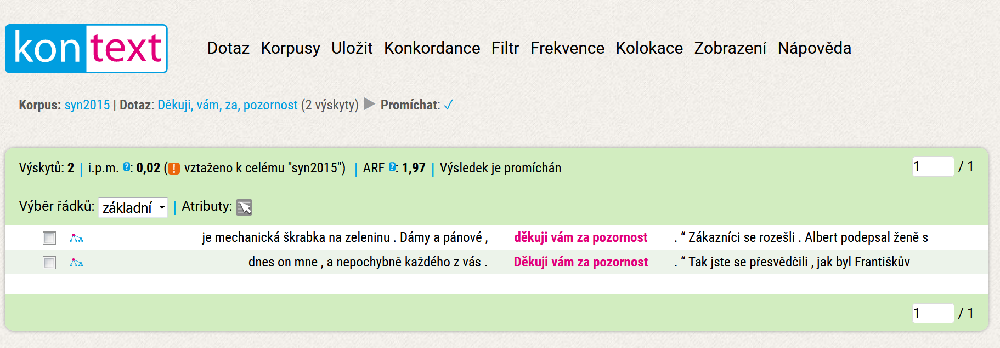 kontext Dotaz Korpusy Uložit Konkordance Filtr Frekvence Kolokace Zobrazení Nápověda
Korpus: syn2015 | Dotaz: Děkuji, vám, za, pozornost (2 výskyty) ▶ Promíchat: ✓
Výskytů: 2 | i.p.m. ?: 0,02 (! vztaženo k celému "syn2015") | ARF ?: 1,97 | Výsledek je promíchán 1 / 1
Výběr řádků: základní | Atributy:
je mechanická škrabka na zeleninu . Dámy a pánové , děkuji vám za pozornost . “ Zákazníci se rozešli . Albert podepsal ženě s
dnes on mne , a nepochybně každého z vás . Děkuji vám za pozornost . “ Tak jste se přesvědčili , jak byl Františkův
1 / 1